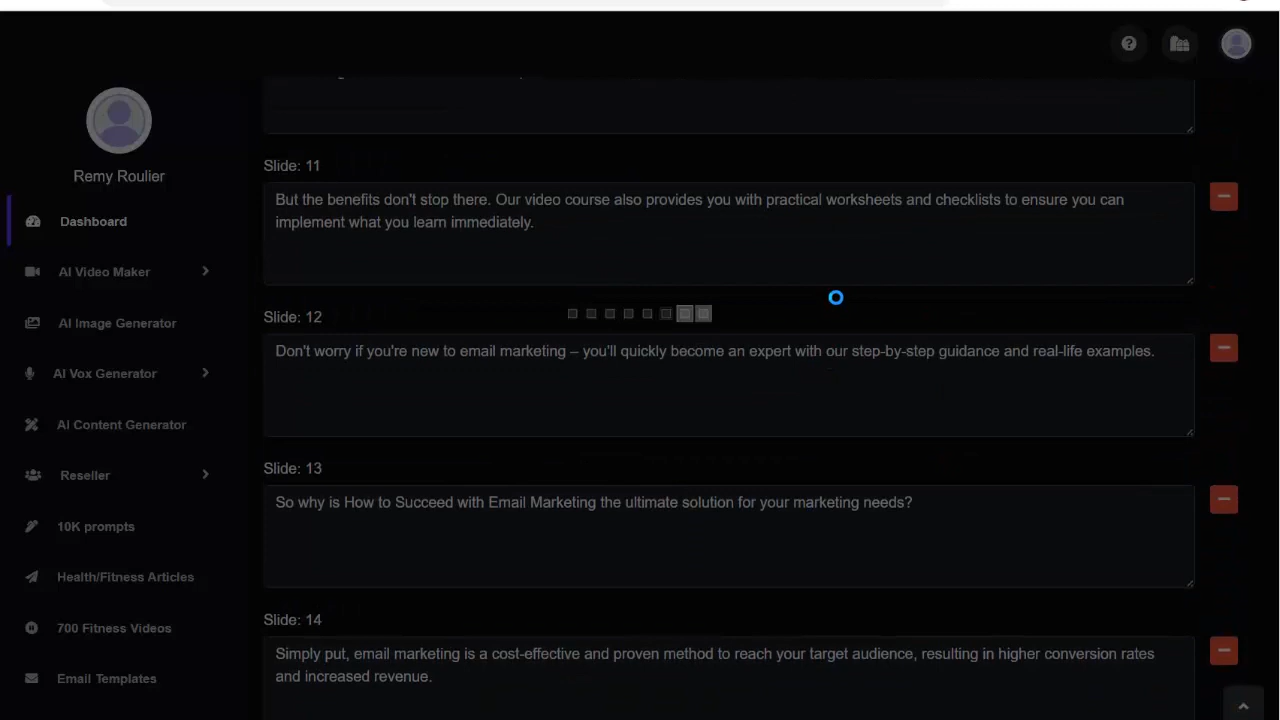 Remy Roulier
Dashboard
AI Video Maker
AI Image Generator
AI Vox Generator
AI Content Generator
Reseller
10K prompts
Health/Fitness Articles
700 Fitness Videos
Email Templates
Slide: 11
But the benefits don't stop there. Our video course also provides you with practical worksheets and checklists to ensure you can
implement what you learn immediately.
Slide: 12
Don't worry if you're new to email marketing – you'll quickly become an expert with our step-by-step guidance and real-life examples.
Slide: 13
So why is How to Succeed with Email Marketing the ultimate solution for your marketing needs?
Slide: 14
Simply put, email marketing is a cost-effective and proven method to reach your target audience, resulting in higher conversion rates
and increased revenue.